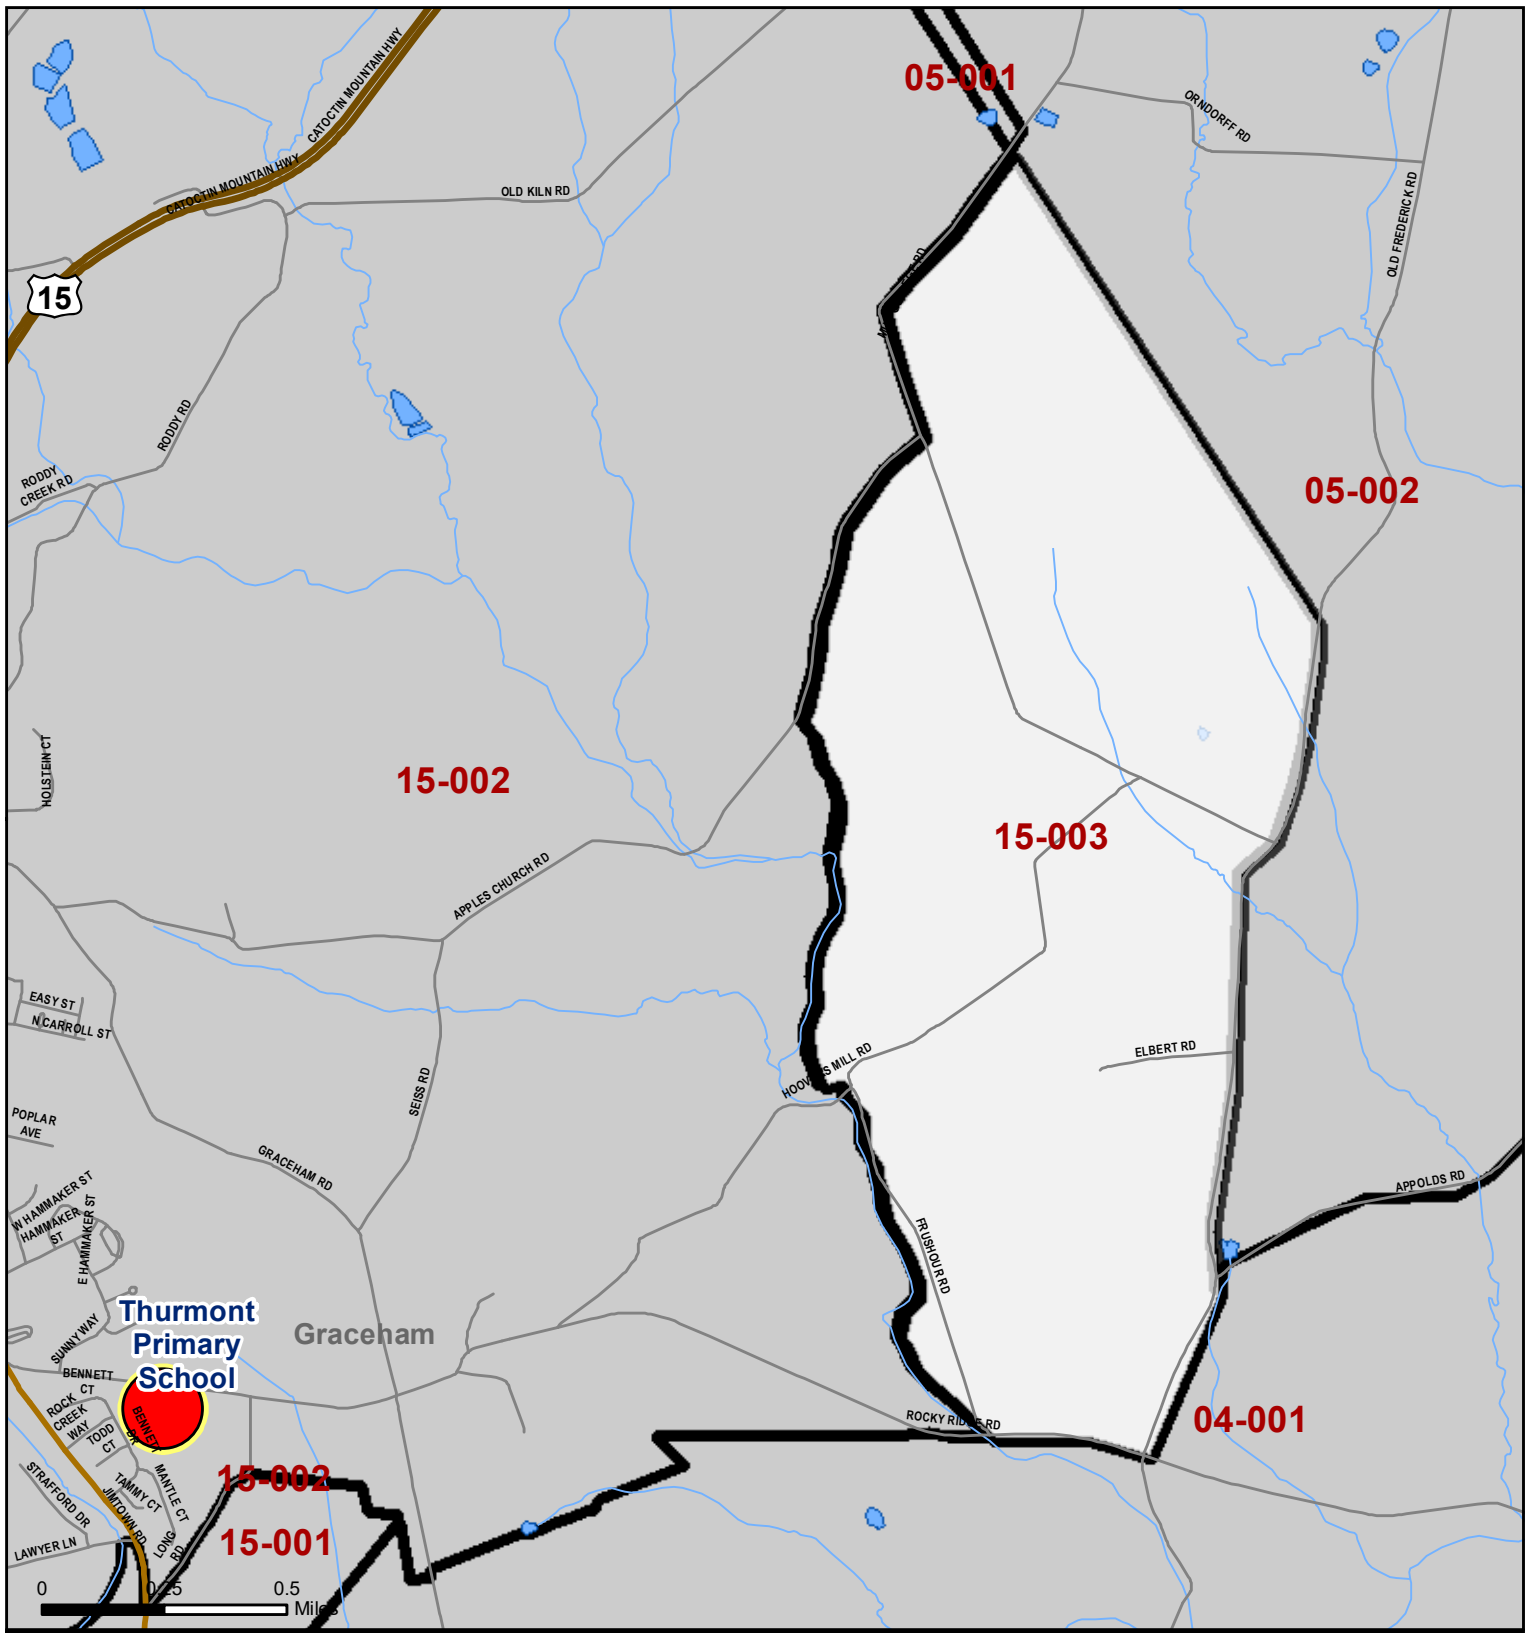 05-001
CATOCTIN MOUNTAIN HWY
ORNDORFF RD
CATOCTIN MOUNTAIN HWY
OLD KILN RD
OLD FREDERICK RD
15
RODDY RD
RODDY
CREEK RD
05-002
HOLSTEIN CT
15-002
15-003
APPLES CHURCH RD
EASY ST
N CARROLL ST
HOOVERS MILL RD
ELBERT RD
SEISS RD
POPLAR
AVE
GRACEHAM RD
APPOLDS RD
W HAMMAKER ST
HAMMAKER
ST
E HAMMAKER ST
FRUSHOUR RD
Thurmont
Primary
School
Graceham
SUNNY WAY
BENNETT
CT
ROCK
CREEK
WAY
TODD
CT
BENNETT
DR
ROCKY RIDGE RD
04-001
15-002
STRAFFORD DR
TAMMY CT
MANTLE CT
JIMTOWN RD
LONG
RD
15-001
LAWYER LN
0 0.25 0.5
Miles